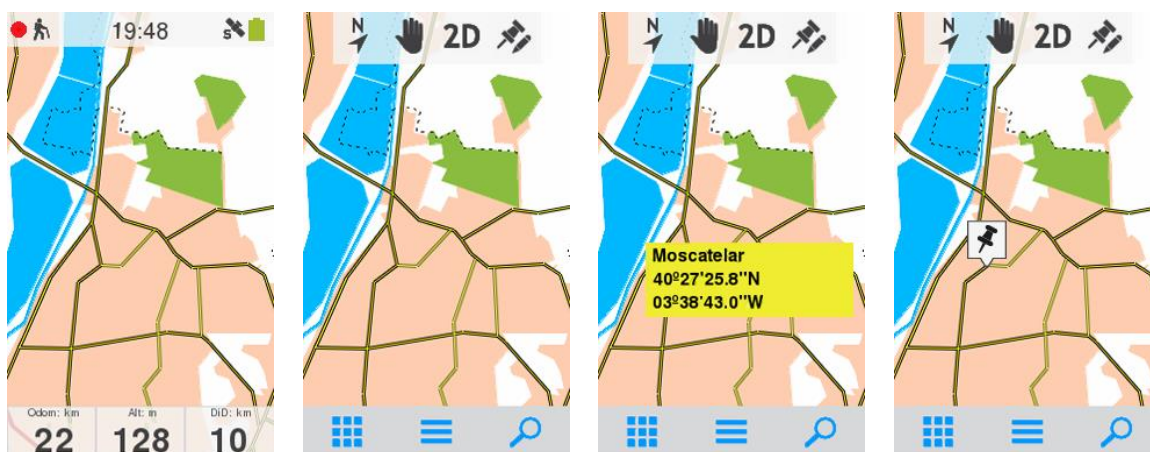 19:48
S
Odom: km
Alt: m
DiD: km
22
128
10
N
2D
N
2D
Moscatelar
40º27'25.8"N
03º38'43.0"W
N
2D